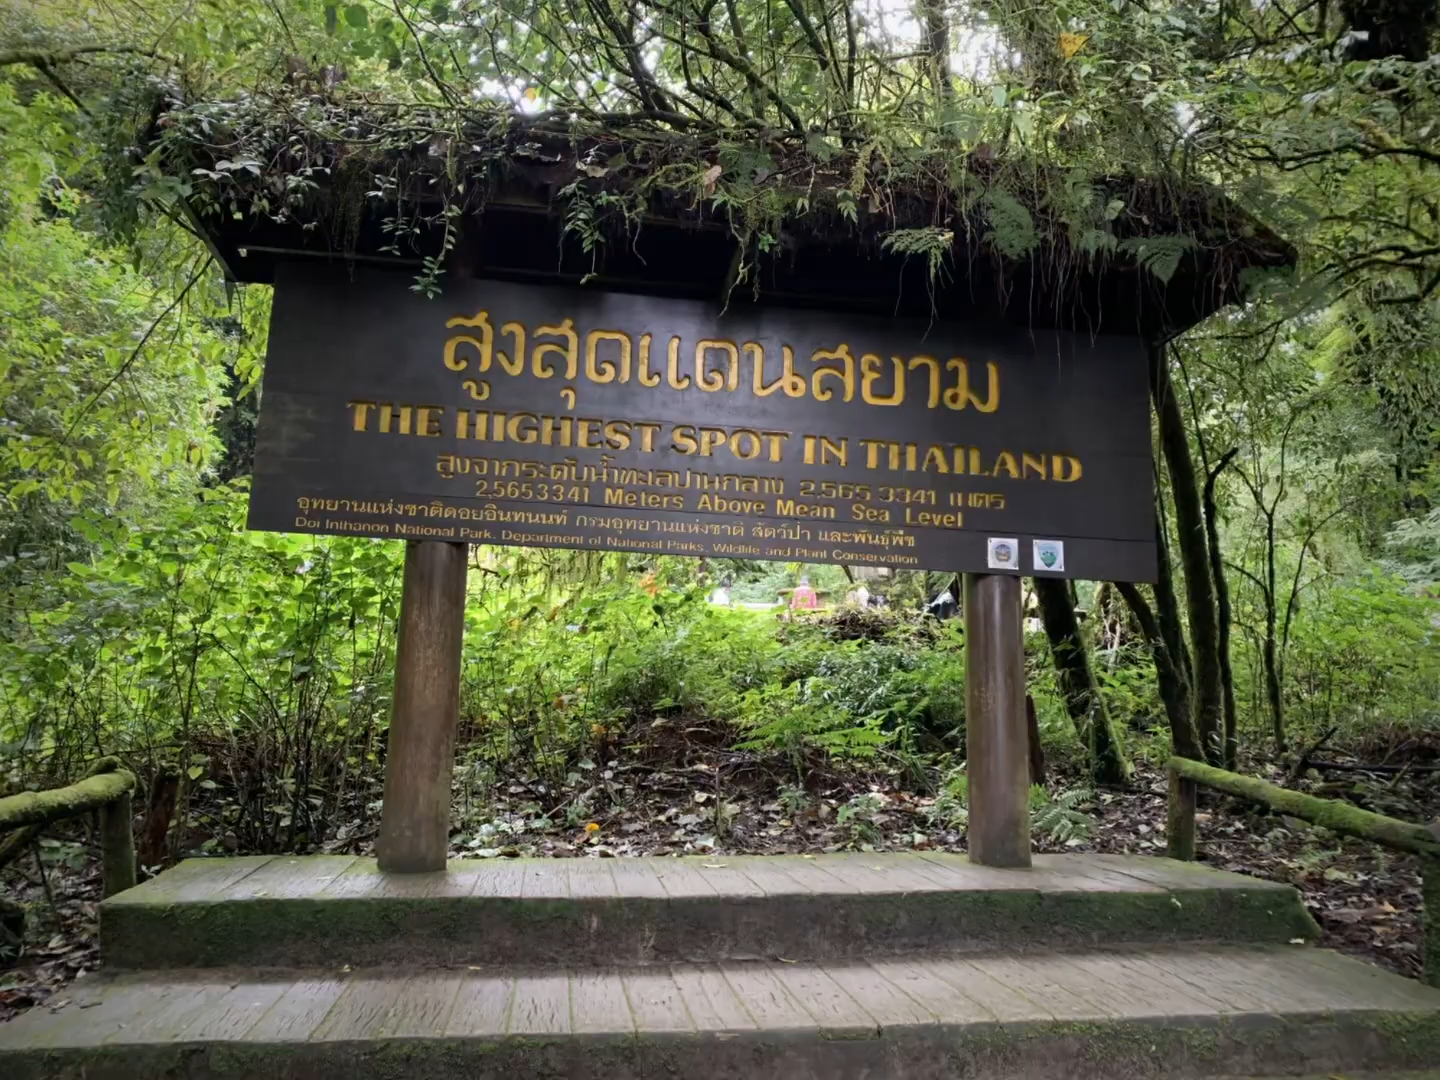 สูงสุดแดนสยาม
THE HIGHEST SPOT IN THAILAND
สูงจากระดับน้ำทะเลปานกลาง 2,565.3341 เมตร
2,565.3341 Meters Above Mean Sea Level
อุทยานแห่งชาติดอยอินทนนท์ กรมอุทยานแห่งชาติ สัตว์ป่า และพันธุ์พืช
Doi Inthanon National Park. Department of National Parks. Wildlife and Plant Conservation